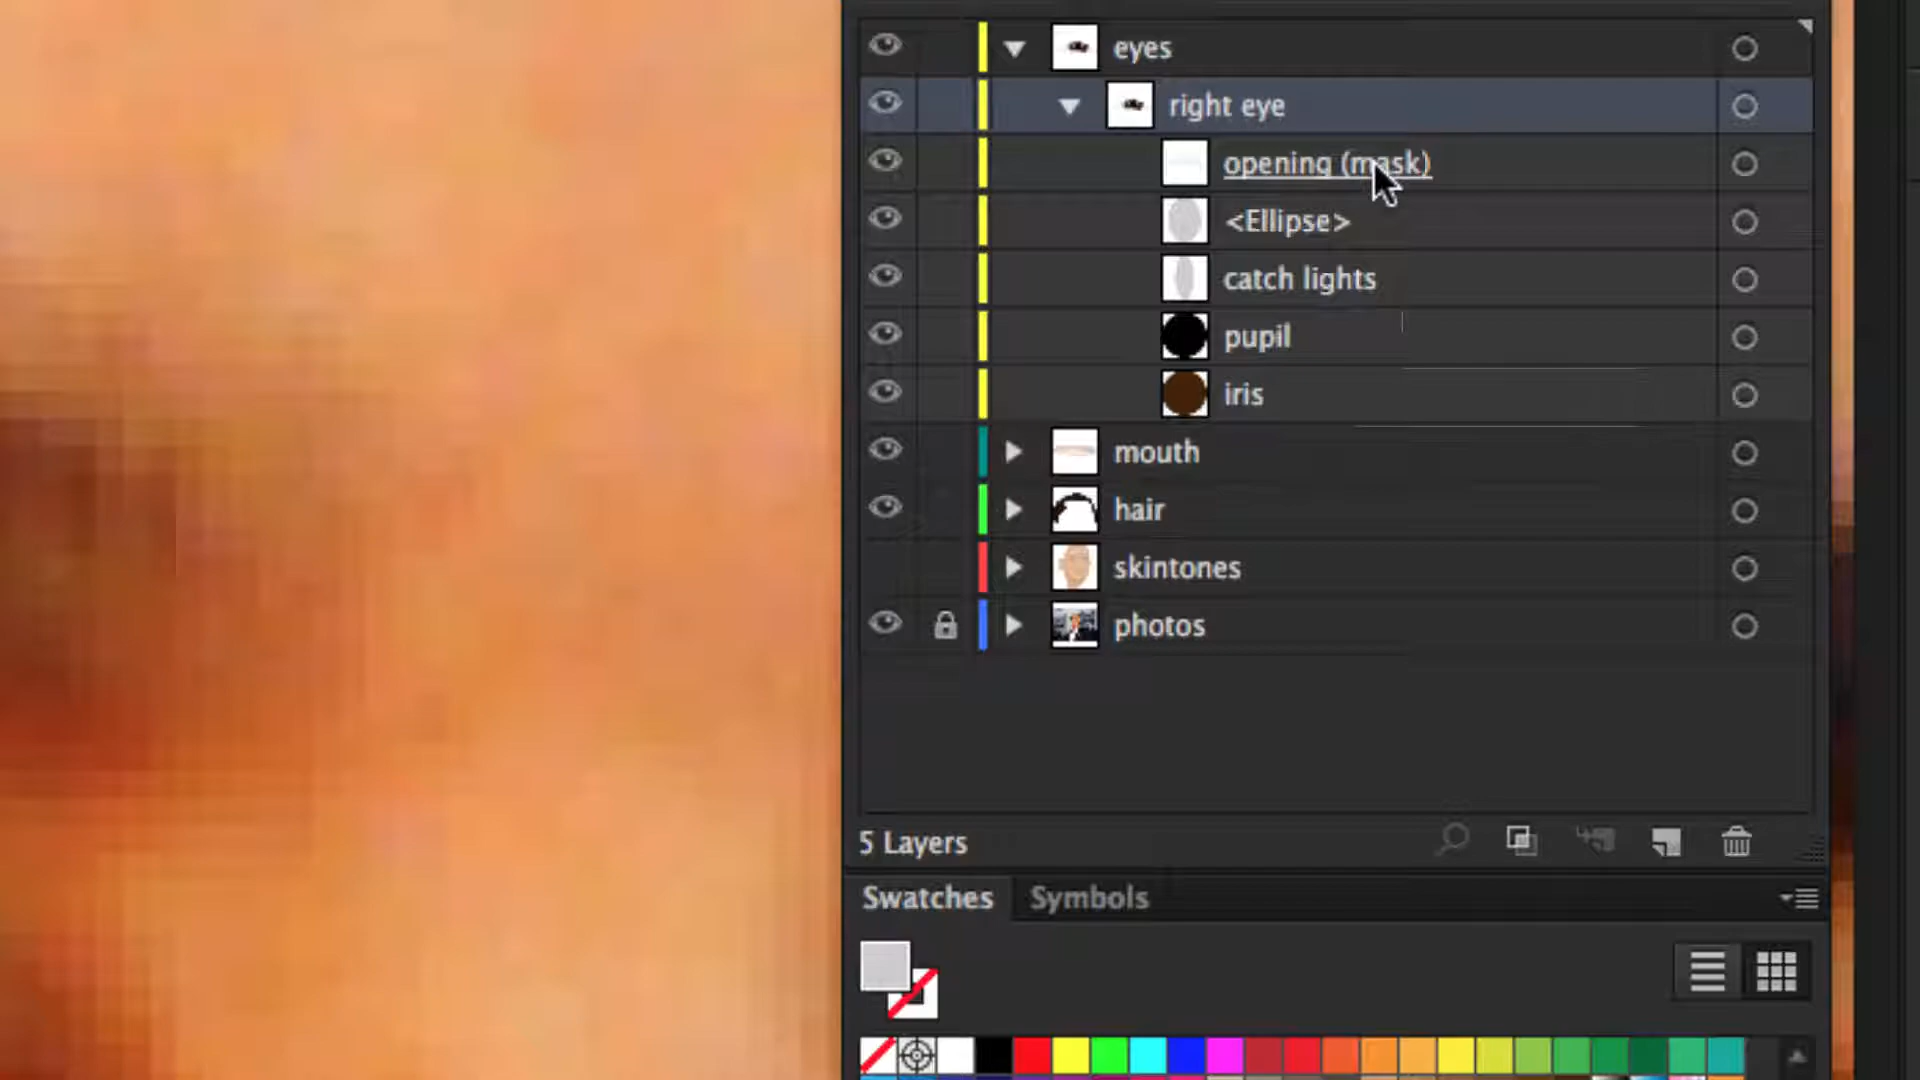 eyes
right eye
opening (mask)
<Ellipse>
catch lights
pupil
iris
mouth
hair
skintones
photos
5 Layers
Swatches Symbols